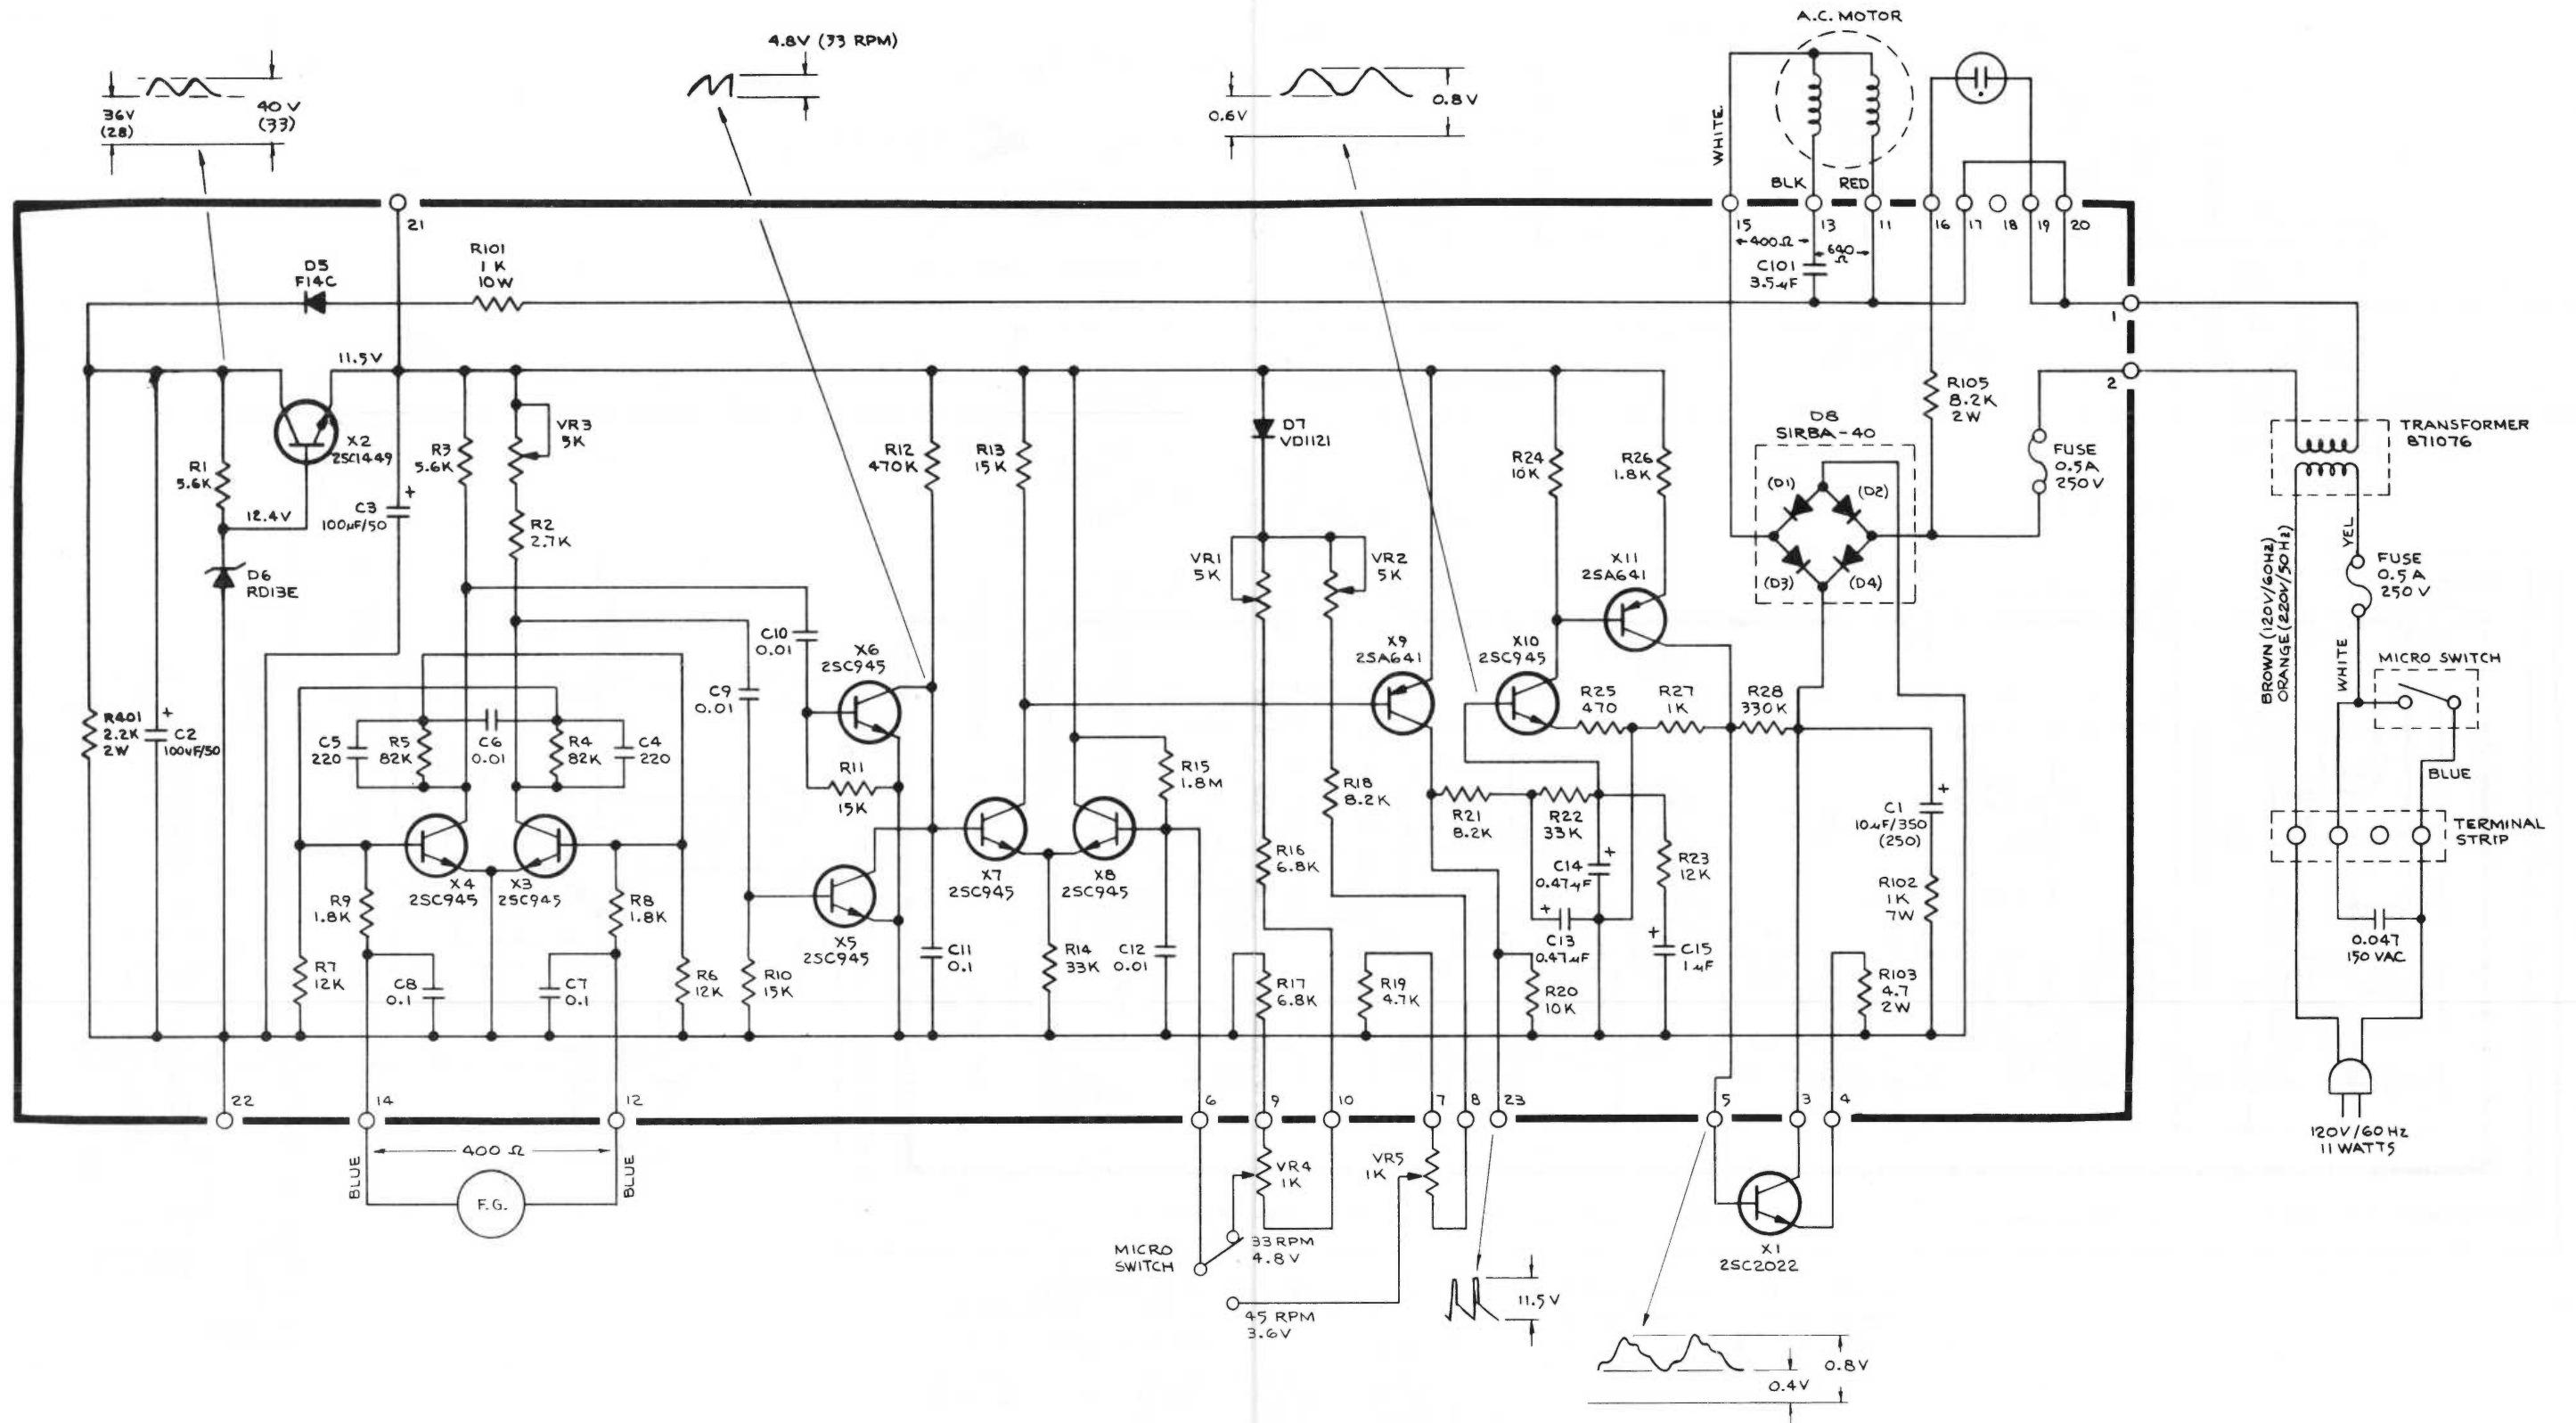 A.C. MOTOR
4.8V (33 RPM)
36V
(28)
40 V
(33)
0.6V
0.8V
WHITE
BLK
RED
21
15
13
11
16
17
18
19
20
400Ω
640
Ω
C101
3.5µF
D5
F14C
R101
1 K
10W
1
2
11.5V
X2
2SC1449
R1
5.6K
12.4V
D6
RD13E
C3
100µF/50
+
R3
5.6K
VR3
5K
R2
2.7K
R12
470K
R13
15K
D7
VD1121
VR1
5K
VR2
5K
R24
10K
R26
1.8K
X11
2SA641
D8
SIRBA-40
(D1)
(D2)
(D3)
(D4)
R105
8.2K
2W
FUSE
0.5A
250V
TRANSFORMER
871076
BROWN (120V/60HZ)
ORANGE (220V/50HZ)
YEL
FUSE
0.5A
250V
WHITE
MICRO SWITCH
BLUE
TERMINAL
STRIP
0.047
150 VAC
120V/60 HZ
11 WATTS
R401
2.2K
2W
+
C2
100µF/50
C5
220
R5
82K
C6
0.01
R4
82K
C4
220
C10
0.01
C9
0.01
X6
2SC945
R11
15K
X5
2SC945
X4
2SC945
X3
2SC945
R9
1.8K
R8
1.8K
R7
12K
C8
0.1
C7
0.1
R6
12K
R10
15K
C11
0.1
X7
2SC945
X8
2SC945
R15
1.8M
R14
33K
C12
0.01
R16
6.8K
R18
8.2K
R17
6.8K
R19
4.7K
X9
2SA641
X10
2SC945
R25
470
R27
1K
R28
330K
R21
8.2K
R22
33K
C14
0.47µF
+
+
C13
0.47µF
R23
12K
+
C15
1µF
R20
10K
+
C1
10µF/350
(250)
R102
1K
7W
R103
4.7
2W
22
14
12
6
9
10
7
8
23
5
3
4
400 Ω
BLUE
BLUE
F.G.
VR4
1K
VR5
1K
MICRO
SWITCH
33 RPM
4.8V
45 RPM
3.6V
11.5V
X1
2SC2022
0.8V
0.4V